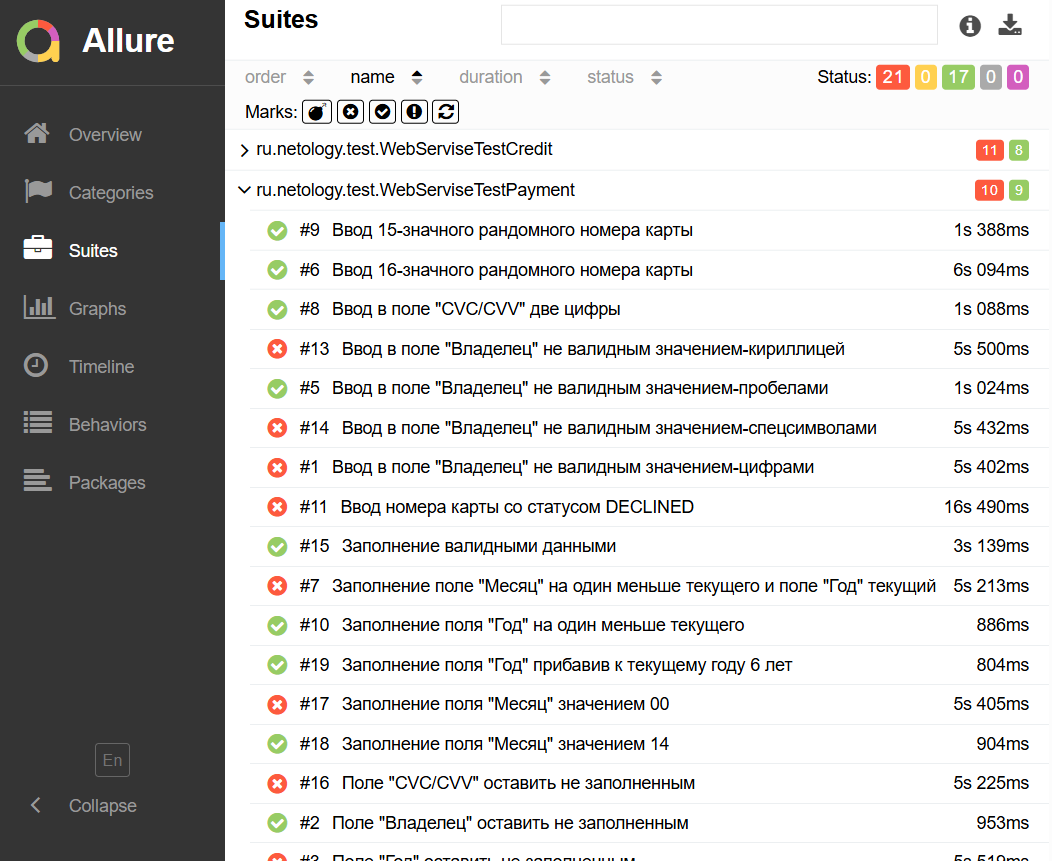 Allure
Overview
Categories
Suites
Graphs
Timeline
Behaviors
Packages
En
Collapse
Suites
order name duration status Status: 21 0 17 0 0
Marks:
ru.netology.test.WebServiseTestCredit 11 8
ru.netology.test.WebServiseTestPayment 10 9
#9 Ввод 15-значного рандомного номера карты 1s 388ms
#6 Ввод 16-значного рандомного номера карты 6s 094ms
#8 Ввод в поле "CVC/CVV" две цифры 1s 088ms
#13 Ввод в поле "Владелец" не валидным значением-кириллицей 5s 500ms
#5 Ввод в поле "Владелец" не валидным значением-пробелами 1s 024ms
#14 Ввод в поле "Владелец" не валидным значением-спецсимволами 5s 432ms
#1 Ввод в поле "Владелец" не валидным значением-цифрами 5s 402ms
#11 Ввод номера карты со статусом DECLINED 16s 490ms
#15 Заполнение валидными данными 3s 139ms
#7 Заполнение поле "Месяц" на один меньше текущего и поле "Год" текущий 5s 213ms
#10 Заполнение поля "Год" на один меньше текущего 886ms
#19 Заполнение поля "Год" прибавив к текущему году 6 лет 804ms
#17 Заполнение поля "Месяц" значением 00 5s 405ms
#18 Заполнение поля "Месяц" значением 14 904ms
#16 Поле "CVC/CVV" оставить не заполненным 5s 225ms
#2 Поле "Владелец" оставить не заполненным 953ms
#3 Поле "Год" оставить не заполненным 5s 519ms